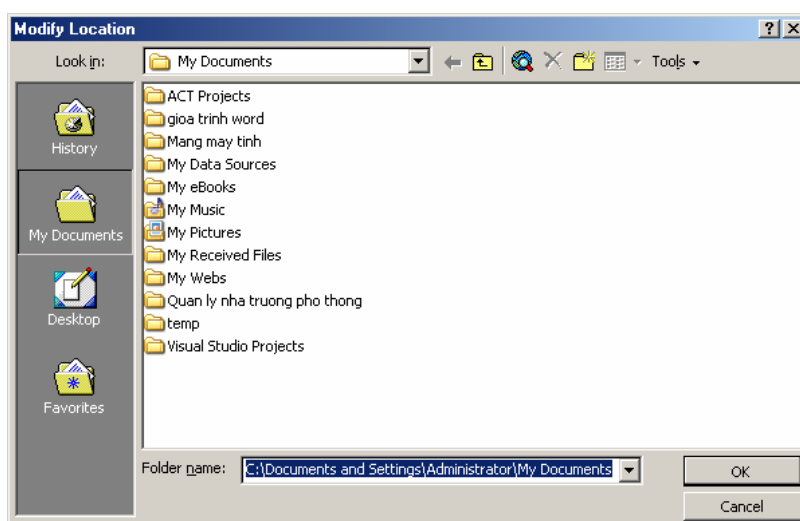 Modify Location
Look in: My Documents Tools
History
My Documents
Desktop
Favorites
ACT Projects
gioa trinh word
Mang may tinh
My Data Sources
My eBooks
My Music
My Pictures
My Received Files
My Webs
Quan ly nha truong pho thong
temp
Visual Studio Projects
Folder name: C:\Documents and Settings\Administrator\My Documents OK
Cancel